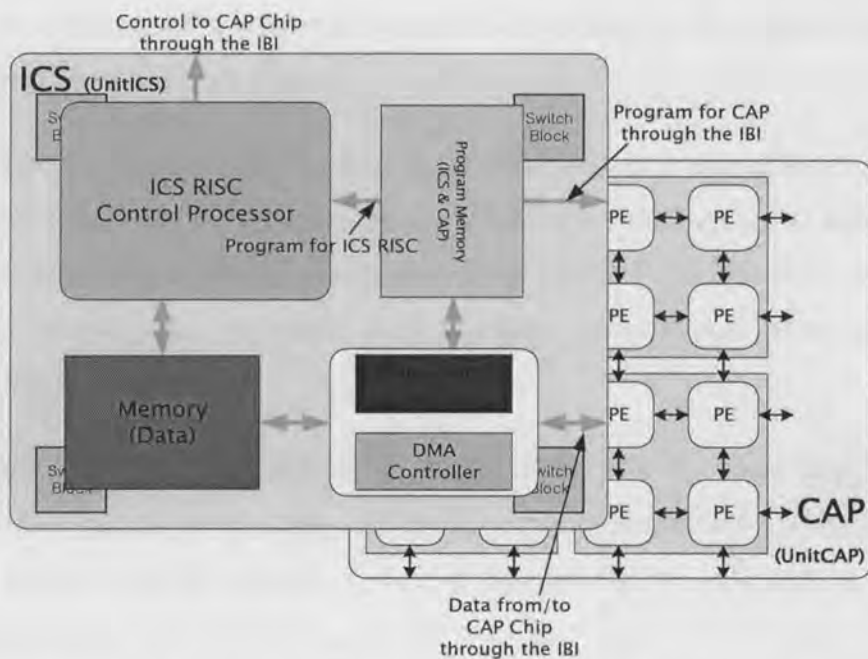 Control to CAP Chip
through the IBI
ICS (UnitICS)
Switch
Block
Program for CAP
through the IBI
ICS RISC
Control Processor
Program Memory
(ICS & CAP)
Program for ICS RISC
PE
PE
PE
PE
Memory
(Data)
DMA
Controller
PE
PE
PE
PE
CAP
(UnitCAP)
Data from/to
CAP Chip
through the IBI